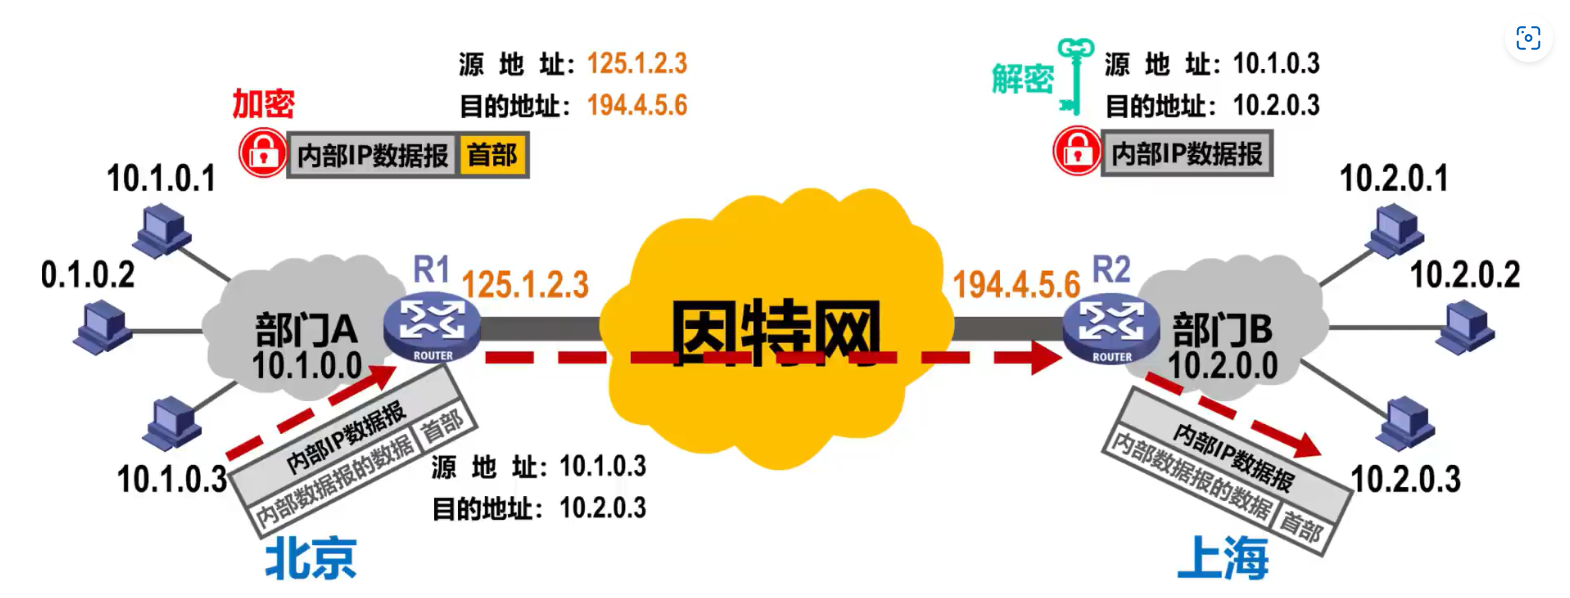 源 地 址：125.1.2.3
目的地址：194.4.5.6
加密
内部IP数据报 首部
解密
源 地 址：10.1.0.3
目的地址：10.2.0.3
内部IP数据报
10.1.0.1
0.1.0.2
10.1.0.3
部门A
10.1.0.0
R1
ROUTER
125.1.2.3
因特网
194.4.5.6
R2
ROUTER
部门B
10.2.0.0
10.2.0.1
10.2.0.2
10.2.0.3
内部IP数据报
内部数据报的数据 首部
源 地 址：10.1.0.3
目的地址：10.2.0.3
北京
内部IP数据报
内部数据报的数据 首部
上海